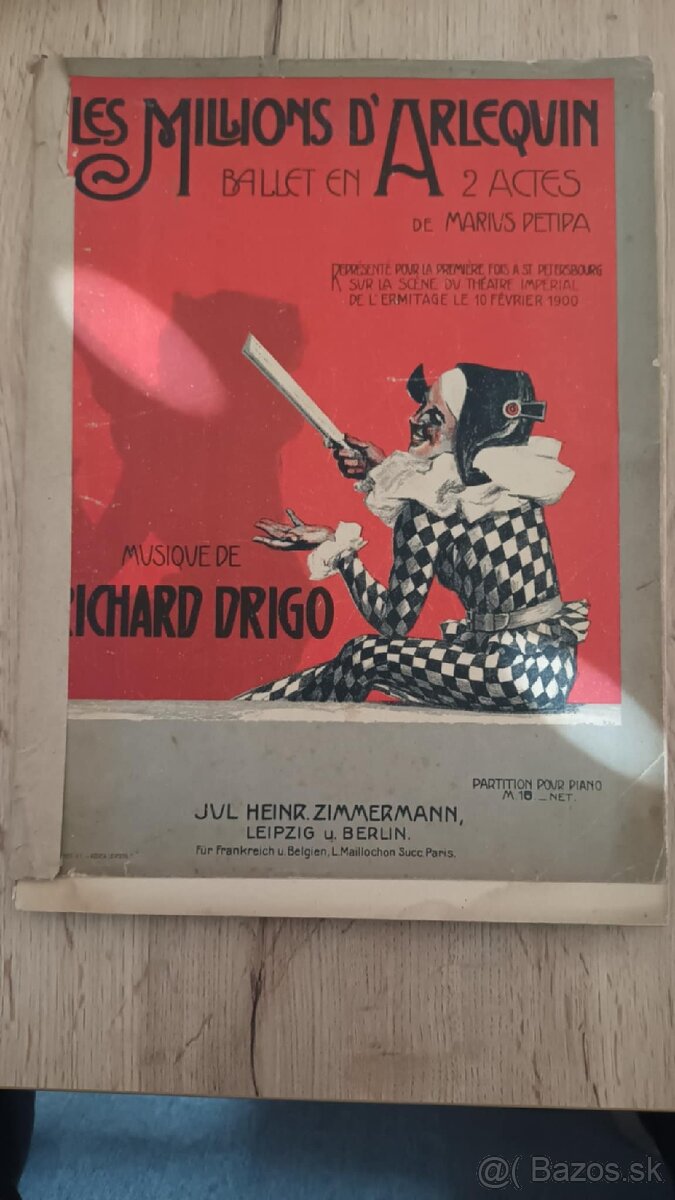 LES MILLIONS D'ARLEQUIN
BALLET EN 2 ACTES
DE MARIUS PETIPA
REPRÉSENTÉ POUR LA PREMIÈRE FOIS A ST. PETERSBOURG
SUR LA SCÈNE DU THÉATRE IMPÉRIAL
DE L'ERMITAGE LE 10 FÉVRIER 1900
MUSIQUE DE
RICHARD DRIGO
PARTITION POUR PIANO
M. 10 _ NET.
JUL HEINR. ZIMMERMANN,
LEIPZIG u. BERLIN.
Für Frankreich u. Belgien, L. Maillochon Succ. Paris.
@( Bazos.sk